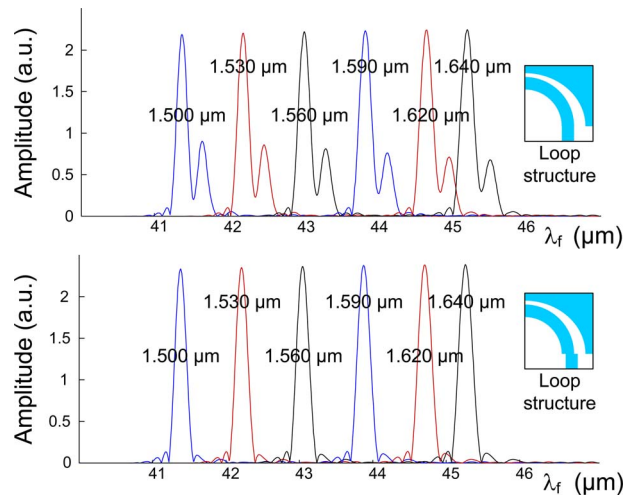 Amplitude (a.u.)
2
1.5
1
0.5
0
1.530 µm
1.590 µm
1.640 µm
1.500 µm
1.560 µm
1.620 µm
Loop
structure
41
42
43
44
45
46
λf (µm)
Amplitude (a.u.)
2
1.5
1
0.5
0
1.530 µm
1.590 µm
1.640 µm
1.500 µm
1.560 µm
1.620 µm
Loop
structure
41
42
43
44
45
46
λf (µm)